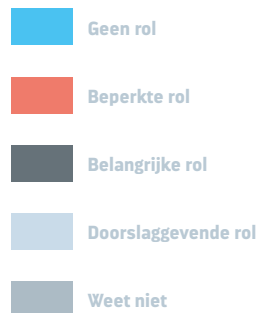 Geen rol
Beperkte rol
Belangrijke rol
Doorslaggevende rol
Weet niet